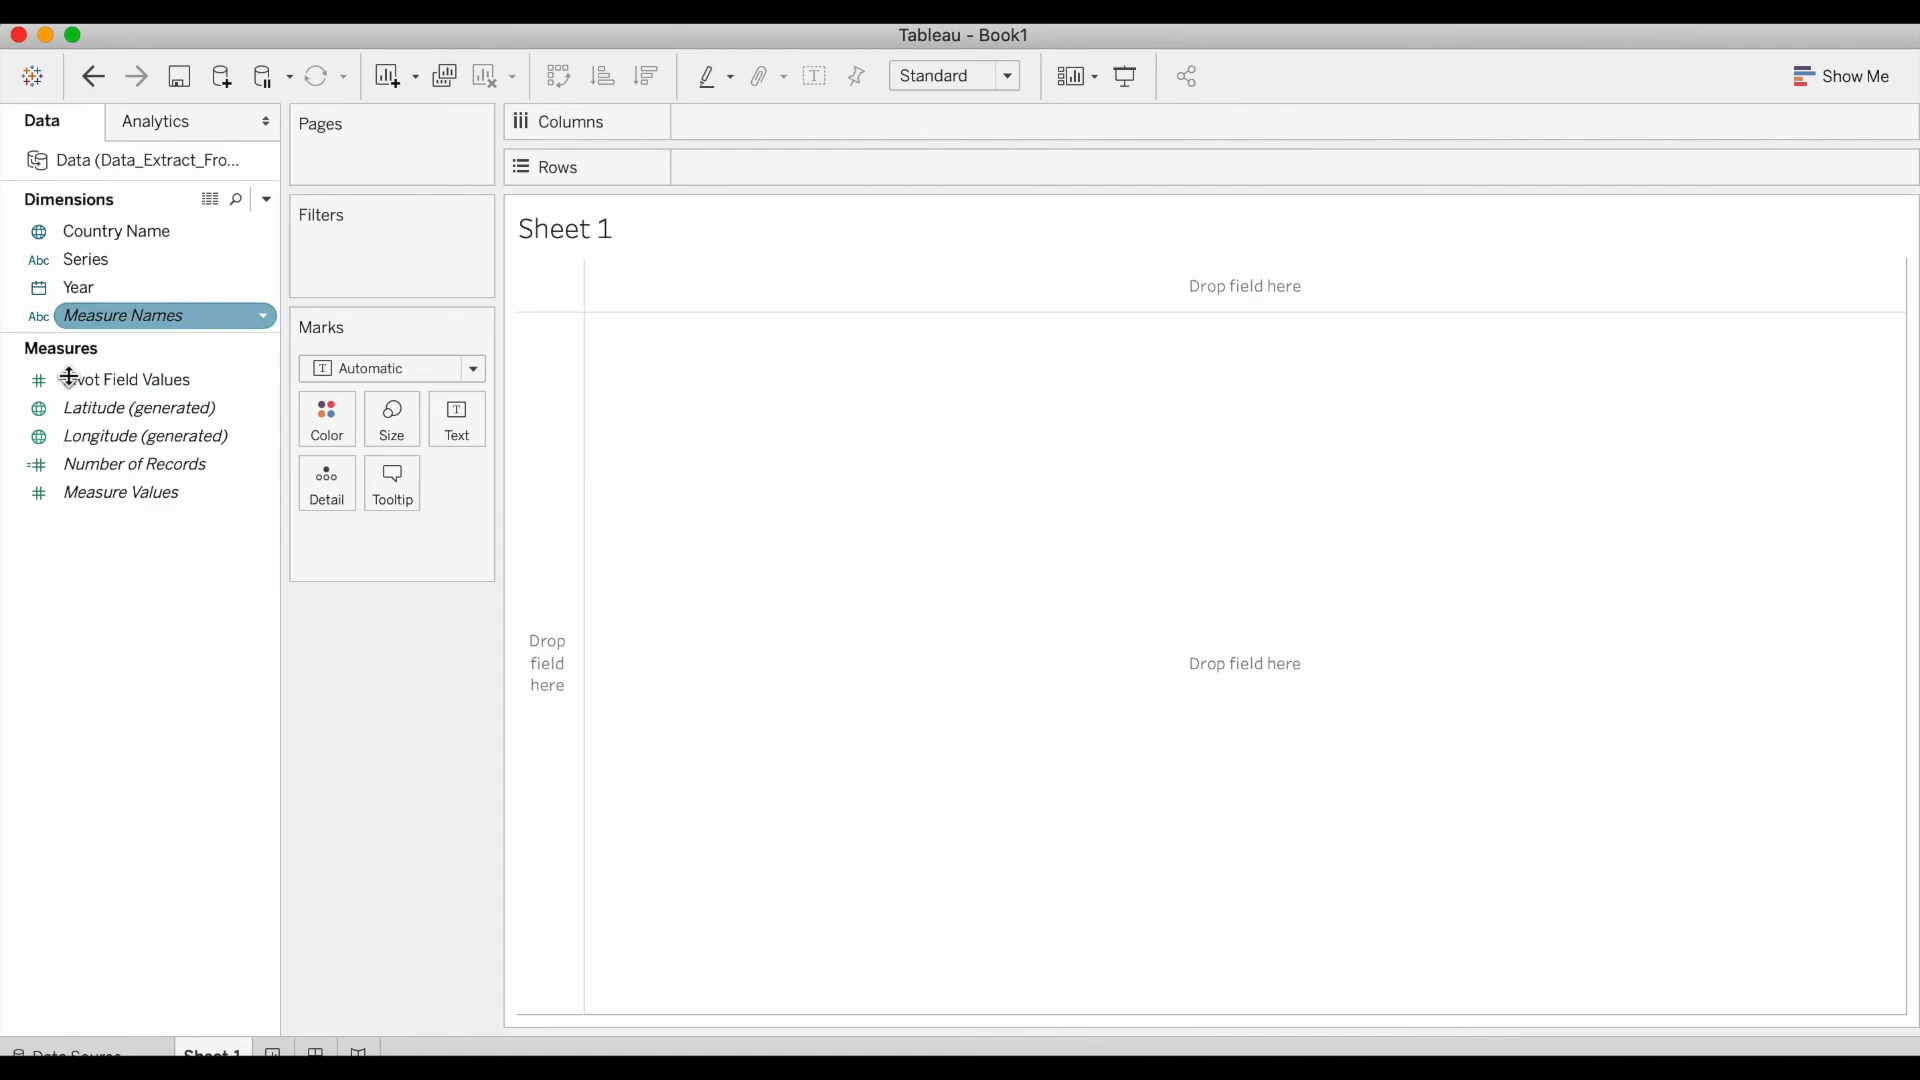 Tableau - Book1
Standard
Show Me
Data
Analytics
Data (Data_Extract_Fro...
Dimensions
Country Name
Abc Series
Year
Abc Measure Names
Measures
Field Values
Latitude (generated)
Longitude (generated)
Number of Records
Measure Values
Pages
Filters
Marks
Automatic
Color
Size
Text
Detail
Tooltip
Columns
Rows
Sheet 1
Drop field here
Drop
field
here
Drop field here
Data Source
Sheet 1